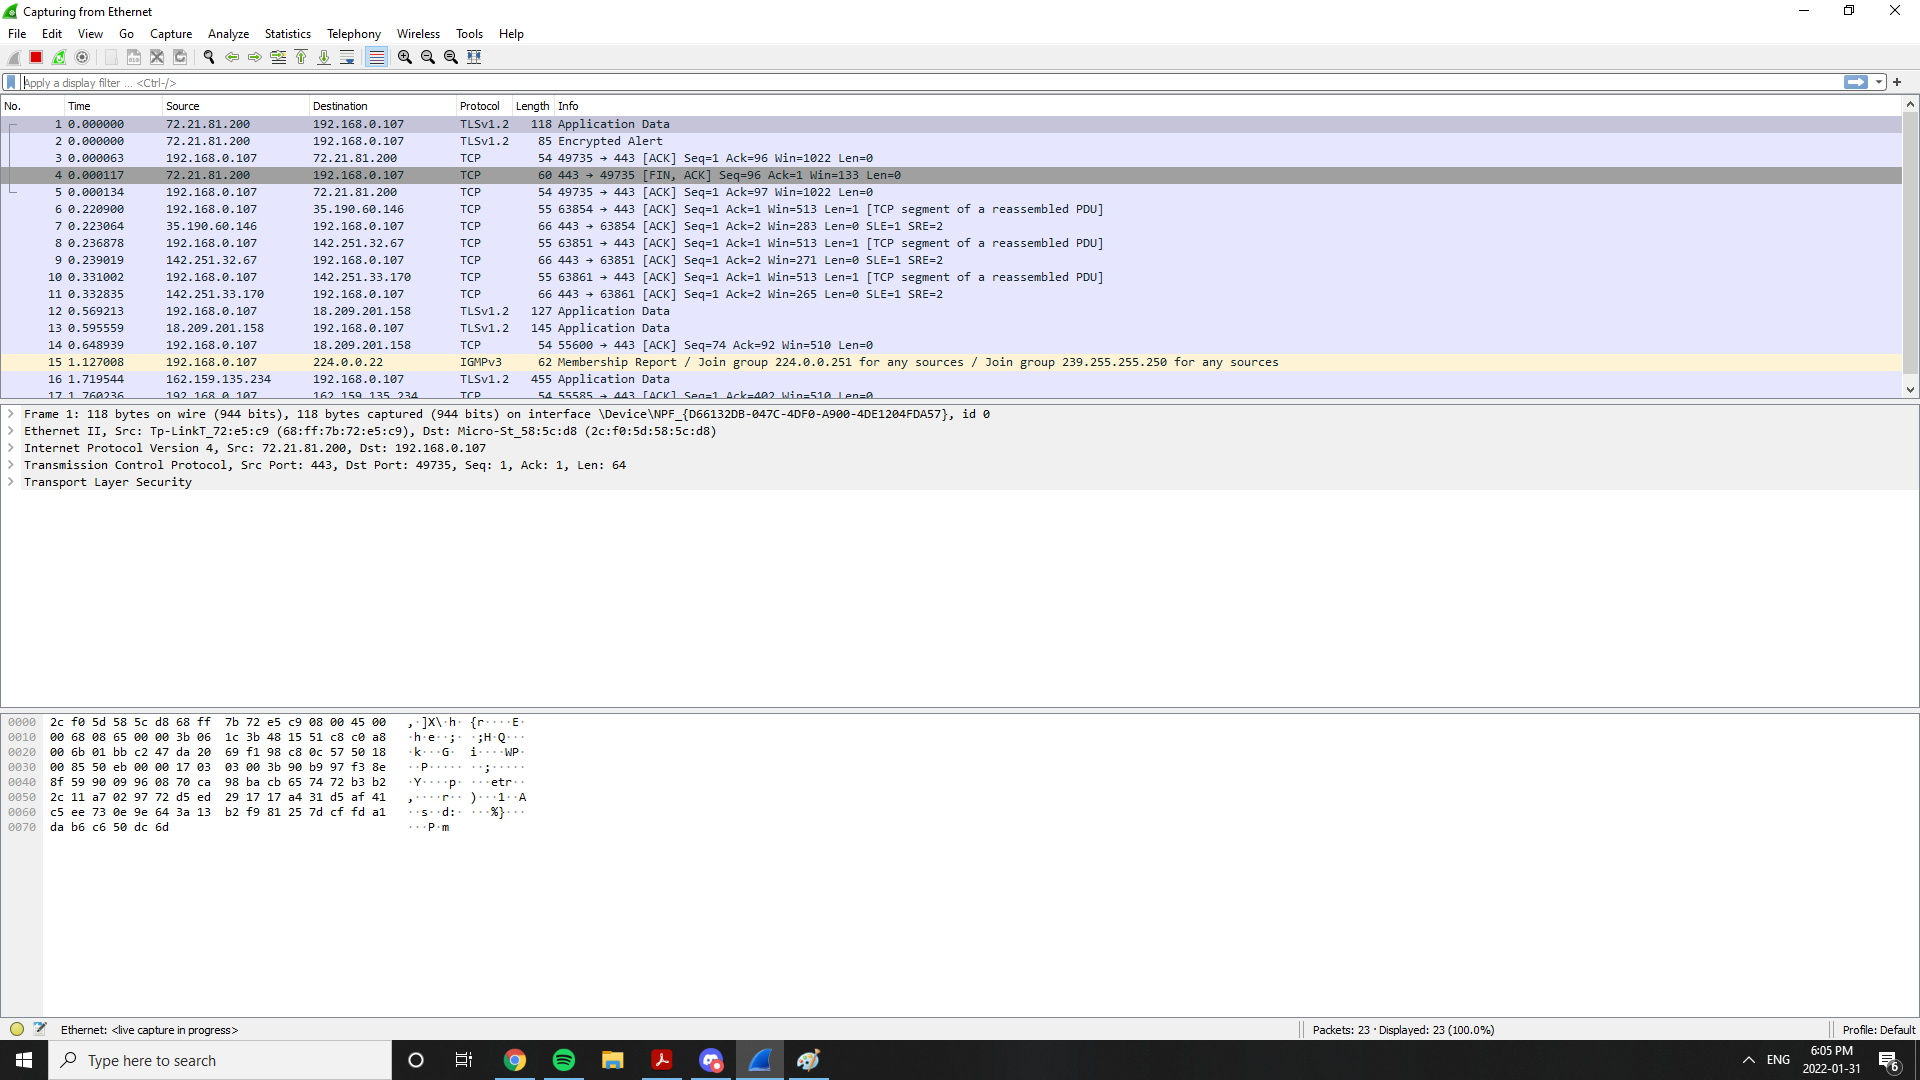 Capturing from Ethernet
File Edit View Go Capture Analyze Statistics Telephony Wireless Tools Help
Apply a display filter ... <Ctrl-/>
No. Time Source Destination Protocol Length Info
1 0.000000 72.21.81.200 192.168.0.107 TLSv1.2 118 Application Data
2 0.000000 72.21.81.200 192.168.0.107 TLSv1.2 85 Encrypted Alert
3 0.000063 192.168.0.107 72.21.81.200 TCP 54 49735 → 443 [ACK] Seq=1 Ack=96 Win=1022 Len=0
4 0.000117 72.21.81.200 192.168.0.107 TCP 60 443 → 49735 [FIN, ACK] Seq=96 Ack=1 Win=133 Len=0
5 0.000134 192.168.0.107 72.21.81.200 TCP 54 49735 → 443 [ACK] Seq=1 Ack=97 Win=1022 Len=0
6 0.220900 192.168.0.107 35.190.60.146 TCP 55 63854 → 443 [ACK] Seq=1 Ack=1 Win=513 Len=1 [TCP segment of a reassembled PDU]
7 0.223064 35.190.60.146 192.168.0.107 TCP 66 443 → 63854 [ACK] Seq=1 Ack=2 Win=283 Len=0 SLE=1 SRE=2
8 0.236878 192.168.0.107 142.251.32.67 TCP 55 63851 → 443 [ACK] Seq=1 Ack=1 Win=513 Len=1 [TCP segment of a reassembled PDU]
9 0.239019 142.251.32.67 192.168.0.107 TCP 66 443 → 63851 [ACK] Seq=1 Ack=2 Win=271 Len=0 SLE=1 SRE=2
10 0.331002 192.168.0.107 142.251.33.170 TCP 55 63861 → 443 [ACK] Seq=1 Ack=1 Win=513 Len=1 [TCP segment of a reassembled PDU]
11 0.332835 142.251.33.170 192.168.0.107 TCP 66 443 → 63861 [ACK] Seq=1 Ack=2 Win=265 Len=0 SLE=1 SRE=2
12 0.569213 192.168.0.107 18.209.201.158 TLSv1.2 127 Application Data
13 0.595559 18.209.201.158 192.168.0.107 TLSv1.2 145 Application Data
14 0.648939 192.168.0.107 18.209.201.158 TCP 54 55600 → 443 [ACK] Seq=74 Ack=92 Win=510 Len=0
15 1.127008 192.168.0.107 224.0.0.22 IGMPv3 62 Membership Report / Join group 224.0.0.251 for any sources / Join group 239.255.255.250 for any sources
16 1.719544 162.159.135.234 192.168.0.107 TLSv1.2 455 Application Data
17 1.760236 192.168.0.107 162.159.135.234 TCP 54 55585 → 443 [ACK] Seq=1 Ack=402 Win=510 Len=0
Frame 1: 118 bytes on wire (944 bits), 118 bytes captured (944 bits) on interface \Device\NPF_{D66132DB-047C-4DF0-A900-4DE1204FDA57}, id 0
Ethernet II, Src: Tp-LinkT_72:e5:c9 (68:ff:7b:72:e5:c9), Dst: Micro-St_58:5c:d8 (2c:f0:5d:58:5c:d8)
Internet Protocol Version 4, Src: 72.21.81.200, Dst: 192.168.0.107
Transmission Control Protocol, Src Port: 443, Dst Port: 49735, Seq: 1, Ack: 1, Len: 64
Transport Layer Security
0000 2c f0 5d 58 5c d8 68 ff 7b 72 e5 c9 08 00 45 00 ,·]X\·h· {r····E·
0010 00 68 08 65 00 00 3b 06 1c 3b 48 15 51 c8 c0 a8 ·h·e··;· ·;H·Q···
0020 00 6b 01 bb c2 47 da 20 69 f1 98 c8 0c 57 50 18 ·k···G·  i····WP·
0030 00 85 50 eb 00 00 17 03 03 00 3b 90 b9 97 f3 8e ··P····· ··;·····
0040 8f 59 90 09 96 08 70 ca 98 ba cb 65 74 72 b3 b2 ·Y····p· ···etr··
0050 2c 11 a7 02 97 72 d5 ed 29 17 17 a4 31 d5 af 41 ,····r·· )···1··A
0060 c5 ee 73 0e 9e 64 3a 13 b2 f9 81 25 7d cf fd a1 ··s··d:· ···%}···
0070 da b6 c6 50 dc 6d ···P·m
Ethernet: <live capture in progress> Packets: 23 · Displayed: 23 (100.0%) Profile: Default
Type here to search ENG 6:05 PM
2022-01-31 6